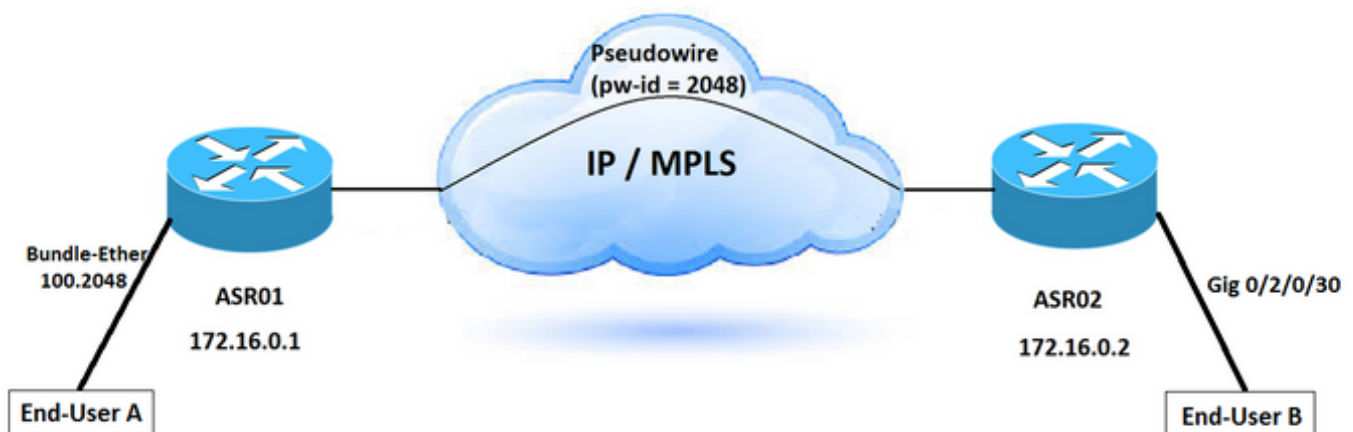 Pseudowire
(pw-id = 2048)
IP / MPLS
Bundle-Ether
100.2048
ASR01
172.16.0.1
ASR02
172.16.0.2
Gig 0/2/0/30
End-User A
End-User B